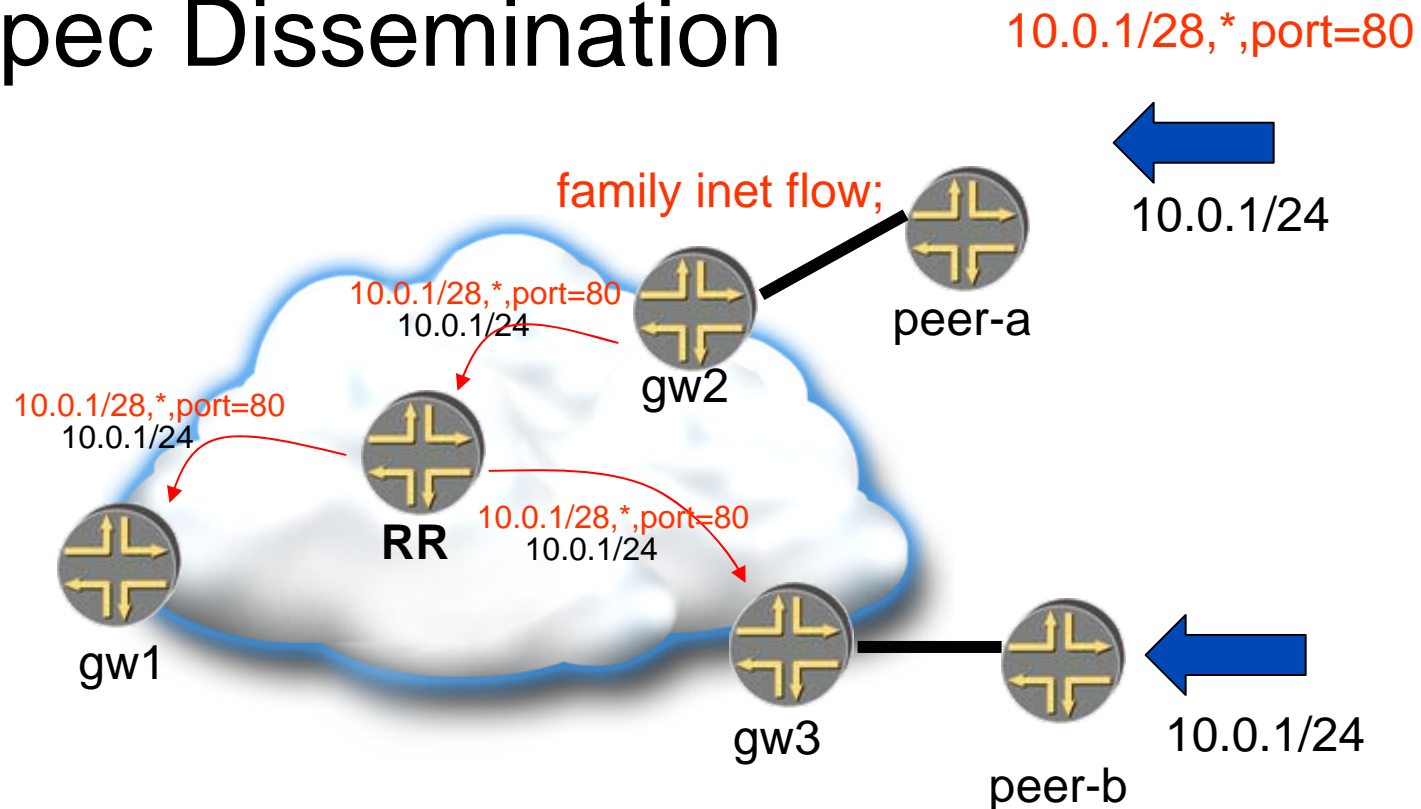 pec Dissemination
10.0.1/28,*,port=80
family inet flow;
10.0.1/24
10.0.1/28,*,port=80
10.0.1/24
peer-a
gw2
10.0.1/28,*,port=80
10.0.1/24
RR
10.0.1/28,*,port=80
10.0.1/24
gw1
gw3
10.0.1/24
peer-b